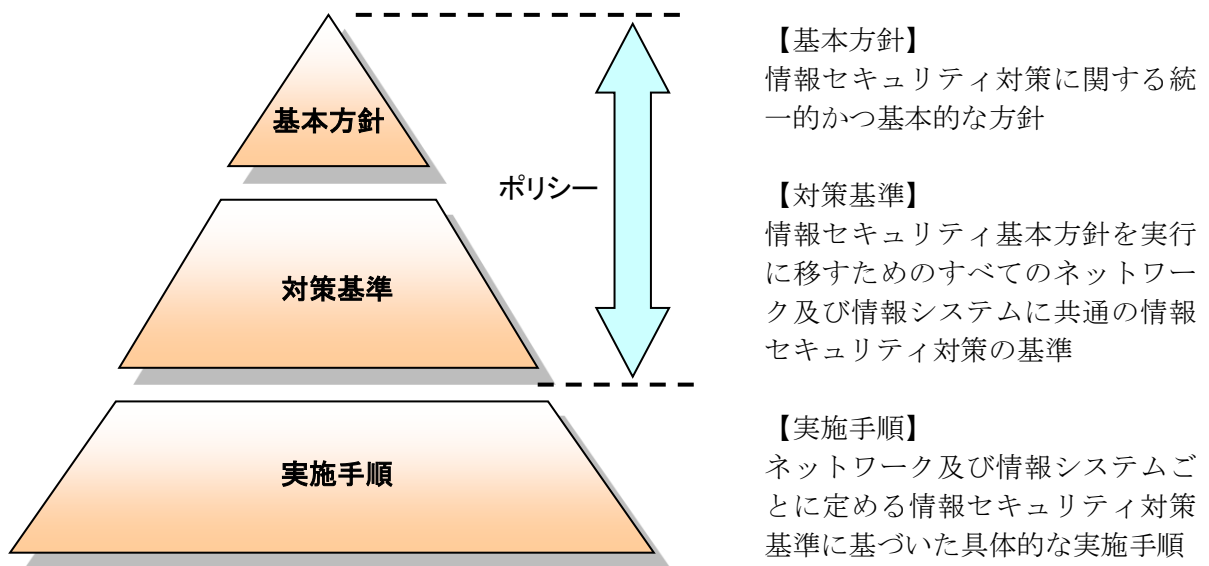 基本方針
ポリシー
対策基準
実施手順
【基本方針】
情報セキュリティ対策に関する統
一的かつ基本的な方針
【対策基準】
情報セキュリティ基本方針を実行
に移すためのすべてのネットワー
ク及び情報システムに共通の情報
セキュリティ対策の基準
【実施手順】
ネットワーク及び情報システムご
とに定める情報セキュリティ対策
基準に基づいた具体的な実施手順